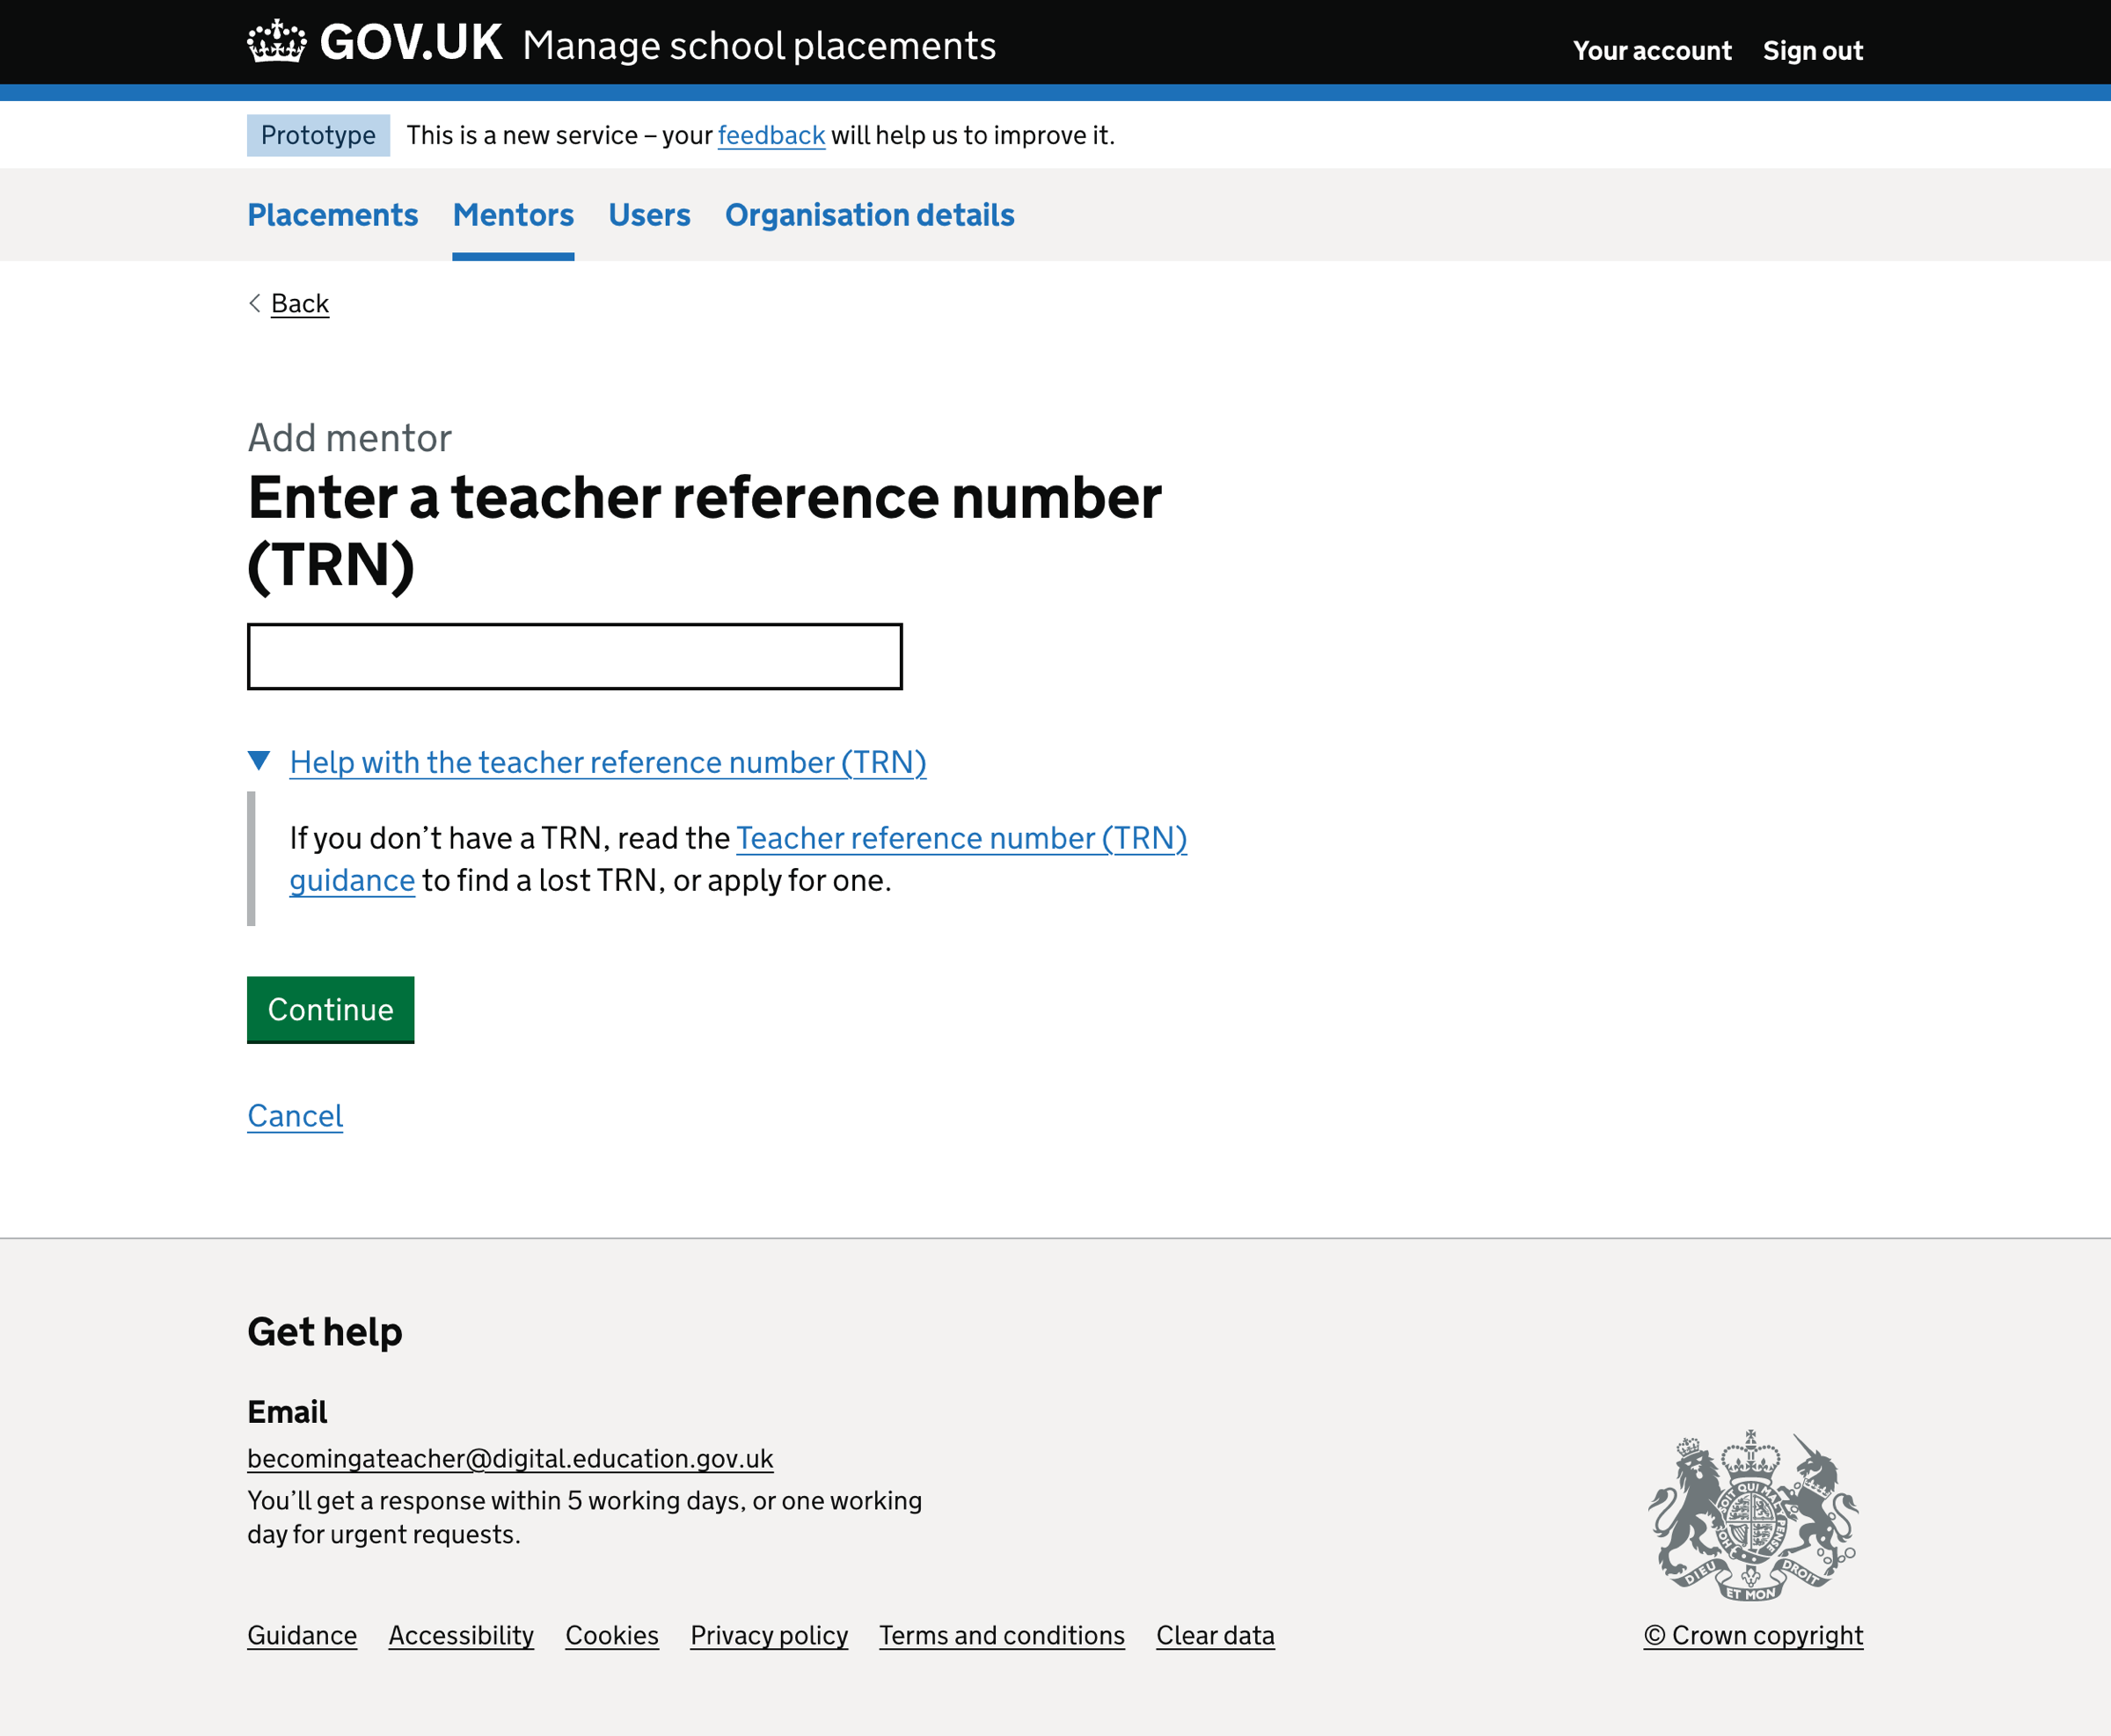 GOV.UK Manage school placements
Your account Sign out
Prototype This is a new service – your feedback will help us to improve it.
Placements Mentors Users Organisation details
Back
Add mentor
Enter a teacher reference number
(TRN)
Help with the teacher reference number (TRN)
If you don’t have a TRN, read the Teacher reference number (TRN)
guidance to find a lost TRN, or apply for one.
Continue
Cancel
Get help
Email
becomingateacher@digital.education.gov.uk
You’ll get a response within 5 working days, or one working
day for urgent requests.
SOIT QUI MAL Y PENSE
DIEU ET MON DROIT
Guidance Accessibility Cookies Privacy policy Terms and conditions Clear data
© Crown copyright